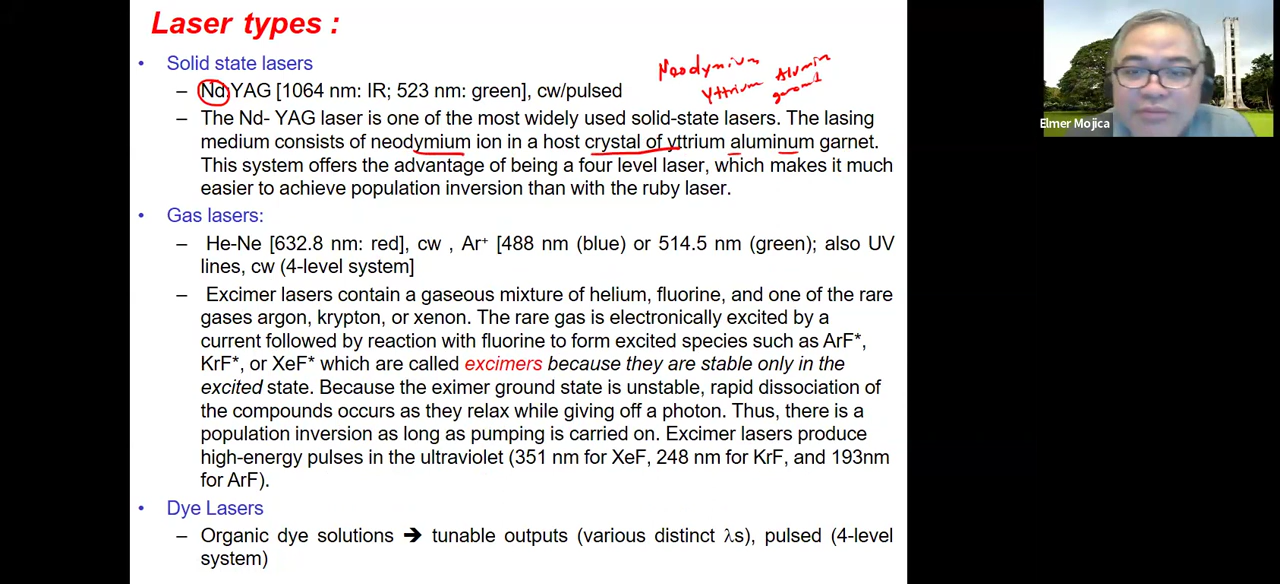 Laser types :
• Solid state lasers
– Nd:YAG [1064 nm: IR; 523 nm: green], cw/pulsed
Neodymium
Yttrium Alumin
garnet
– The Nd- YAG laser is one of the most widely used solid-state lasers. The lasing
medium consists of neodymium ion in a host crystal of yttrium aluminum garnet.
This system offers the advantage of being a four level laser, which makes it much
easier to achieve population inversion than with the ruby laser.
• Gas lasers:
– He-Ne [632.8 nm: red], cw , Ar⁺ [488 nm (blue) or 514.5 nm (green); also UV
lines, cw (4-level system]
– Excimer lasers contain a gaseous mixture of helium, fluorine, and one of the rare
gases argon, krypton, or xenon. The rare gas is electronically excited by a
current followed by reaction with fluorine to form excited species such as ArF*,
KrF*, or XeF* which are called excimers because they are stable only in the
excited state. Because the eximer ground state is unstable, rapid dissociation of
the compounds occurs as they relax while giving off a photon. Thus, there is a
population inversion as long as pumping is carried on. Excimer lasers produce
high-energy pulses in the ultraviolet (351 nm for XeF, 248 nm for KrF, and 193nm
for ArF).
• Dye Lasers
– Organic dye solutions ➔ tunable outputs (various distinct λs), pulsed (4-level
system)
Elmer Mojica